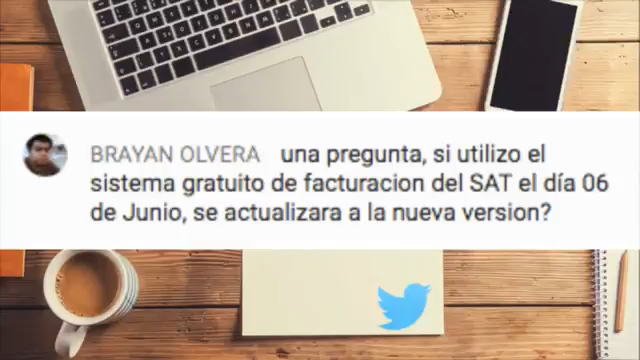 BRAYAN OLVERA una pregunta, si utilizo el
sistema gratuito de facturacion del SAT el día 06
de Junio, se actualizara a la nueva version?